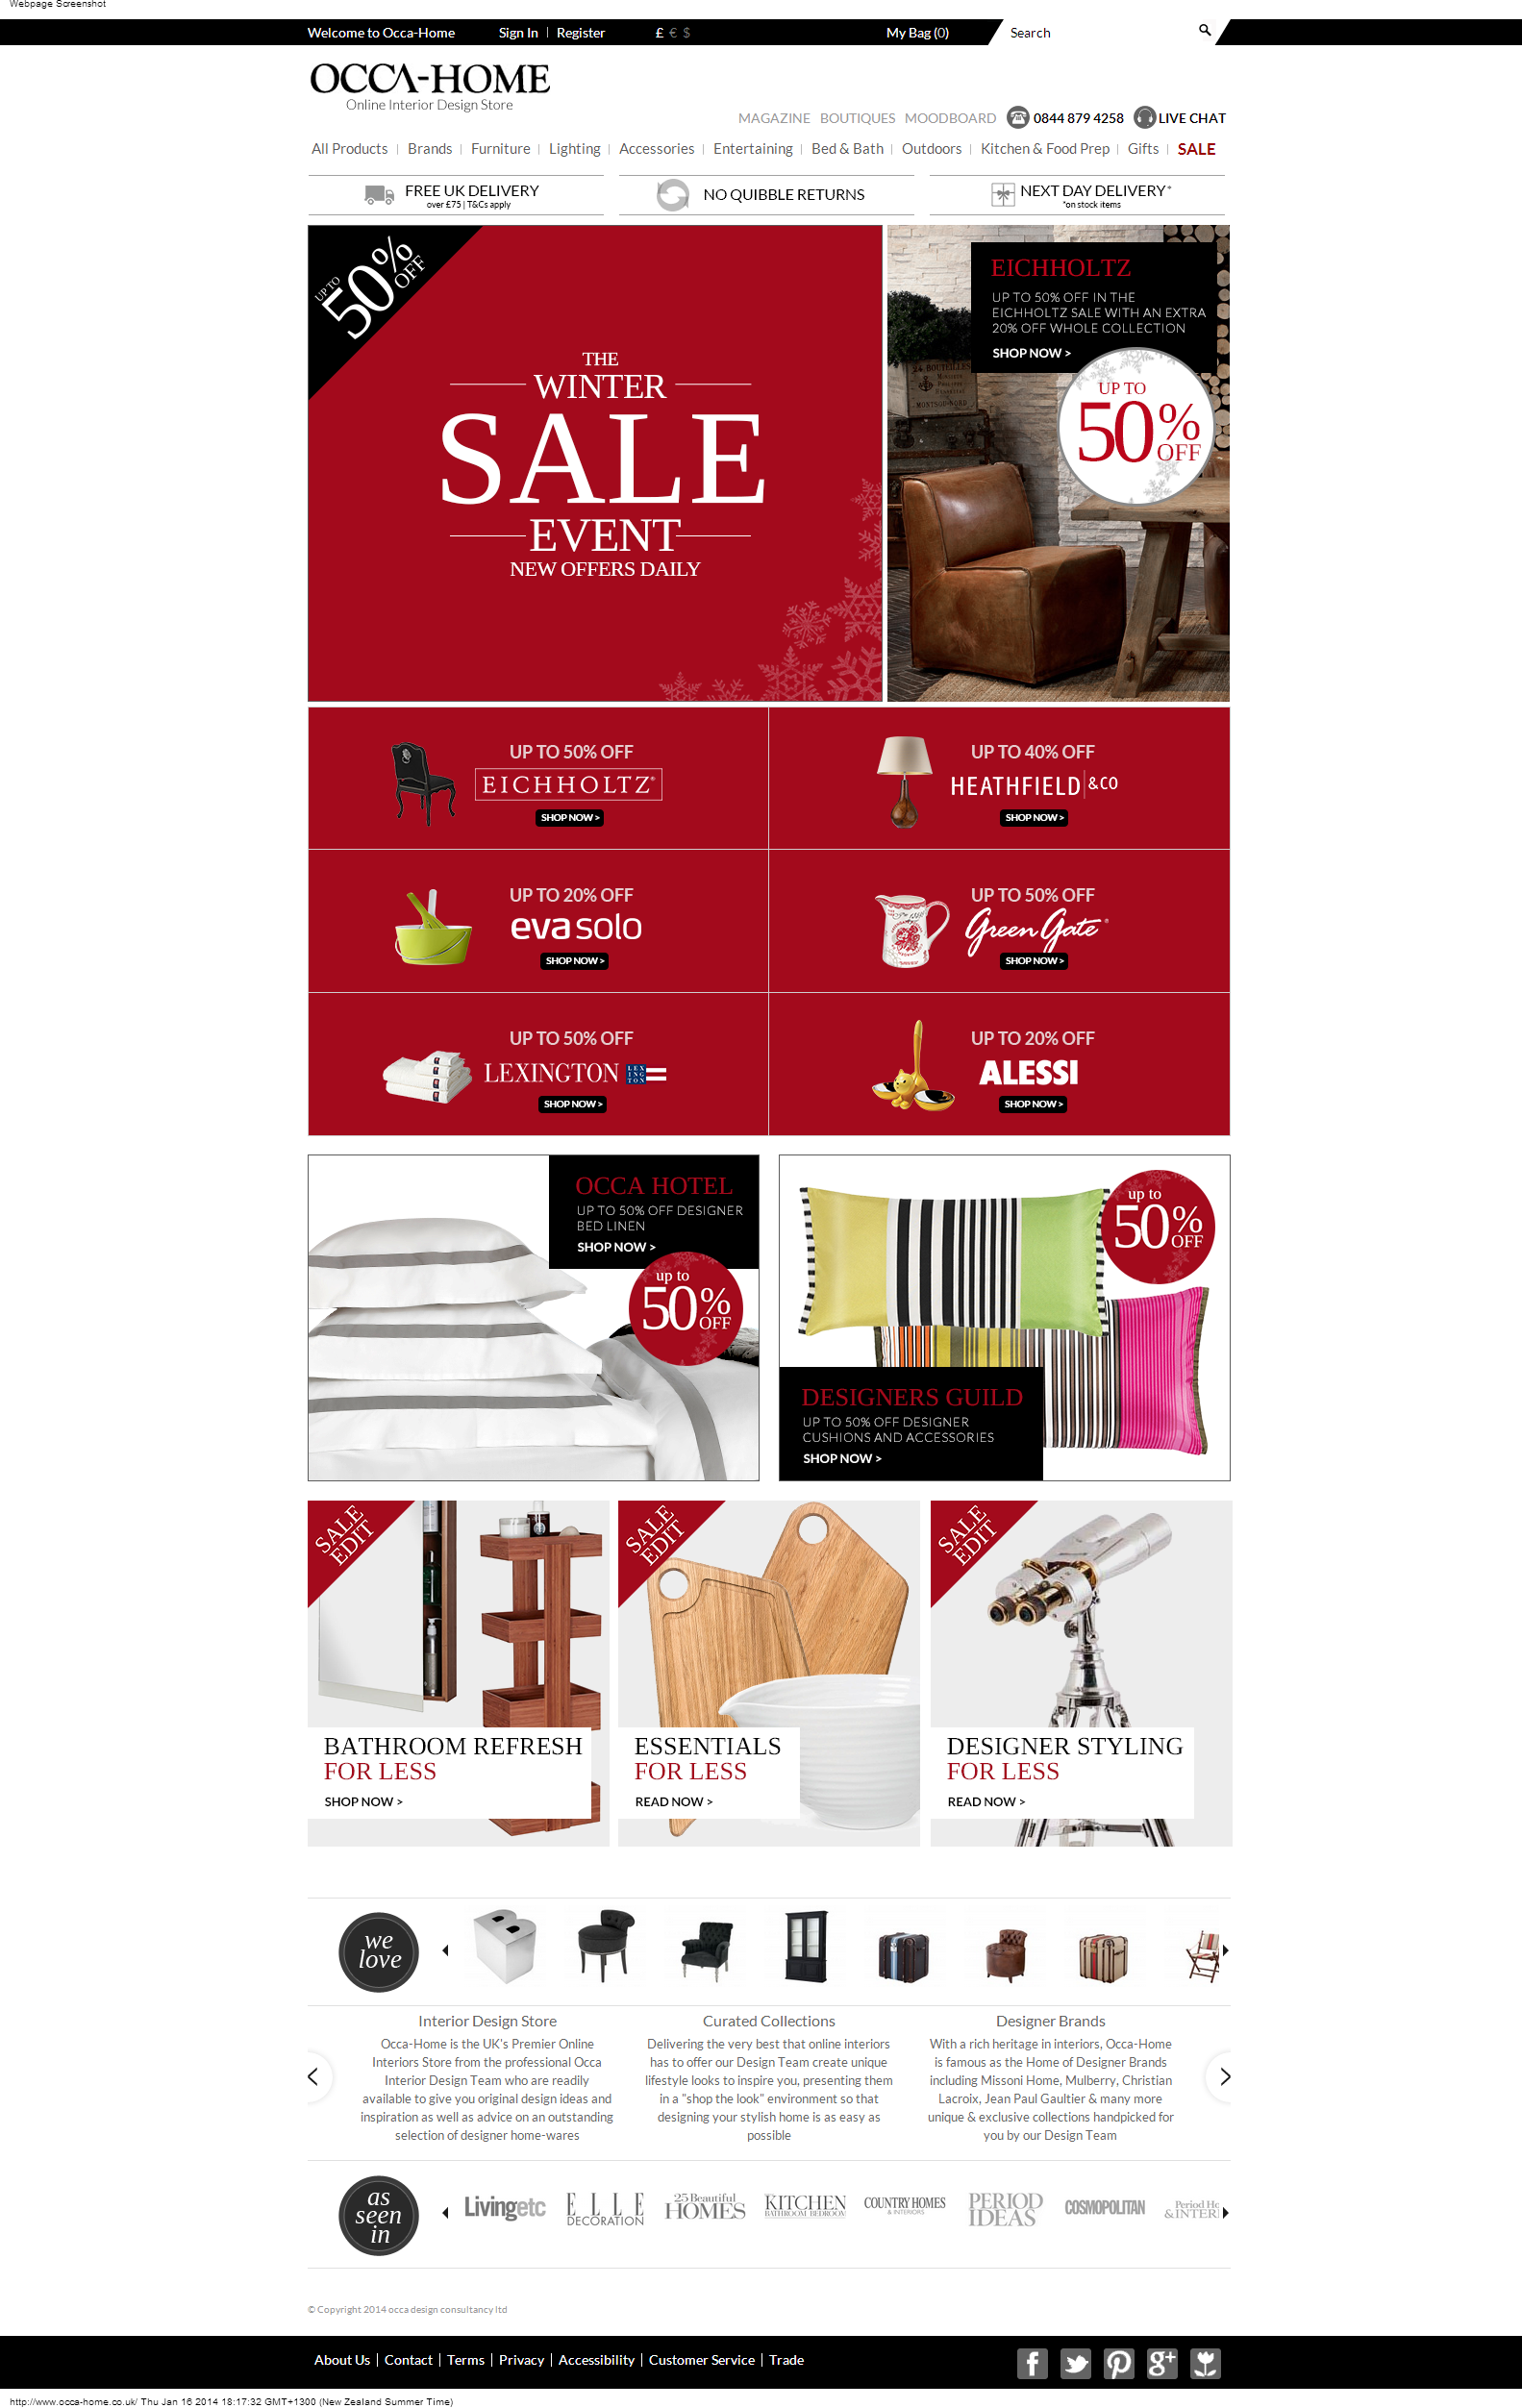 Webpage Screenshot
Welcome to Occa-Home Sign In | Register £ € $ My Bag (0) Search
OCCA-HOME
Online Interior Design Store
MAGAZINE BOUTIQUES MOODBOARD 0844 879 4258 LIVE CHAT
All Products | Brands | Furniture | Lighting | Accessories | Entertaining | Bed & Bath | Outdoors | Kitchen & Food Prep | Gifts | SALE
FREE UK DELIVERY
over £75 | T&Cs apply
NO QUIBBLE RETURNS
NEXT DAY DELIVERY*
*on stock items
UP TO
50%
OFF
THE
WINTER
SALE
EVENT
NEW OFFERS DAILY
EICHHOLTZ
UP TO 50% OFF IN THE
EICHHOLTZ SALE WITH AN EXTRA
20% OFF WHOLE COLLECTION
SHOP NOW >
UP TO
50%
OFF
24 BOUTEILLES
UP TO 50% OFF
EICHHOLTZ®
SHOP NOW >
UP TO 40% OFF
HEATHFIELD &CO
SHOP NOW >
UP TO 20% OFF
eva solo
SHOP NOW >
UP TO 50% OFF
Green Gate®
SHOP NOW >
UP TO 50% OFF
LEXINGTON
LEX
ING
TON
SHOP NOW >
UP TO 20% OFF
ALESSI
SHOP NOW >
OCCA HOTEL
UP TO 50% OFF DESIGNER
BED LINEN
SHOP NOW >
up to
50%
OFF
up to
50%
OFF
DESIGNERS GUILD
UP TO 50% OFF DESIGNER
CUSHIONS AND ACCESSORIES
SHOP NOW >
SALE
EDIT
BATHROOM REFRESH
FOR LESS
SHOP NOW >
SALE
EDIT
ESSENTIALS
FOR LESS
READ NOW >
SALE
EDIT
DESIGNER STYLING
FOR LESS
READ NOW >
we
love
Interior Design Store
Occa-Home is the UK's Premier Online
Interiors Store from the professional Occa
Interior Design Team who are readily
available to give you original design ideas and
inspiration as well as advice on an outstanding
selection of designer home-wares
Curated Collections
Delivering the very best that online interiors
has to offer our Design Team create unique
lifestyle looks to inspire you, presenting them
in a "shop the look" environment so that
designing your stylish home is as easy as
possible
Designer Brands
With a rich heritage in interiors, Occa-Home
is famous as the Home of Designer Brands
including Missoni Home, Mulberry, Christian
Lacroix, Jean Paul Gaultier & many more
unique & exclusive collections handpicked for
you by our Design Team
as
seen
in
Livingetc
ELLE
DECORATION
25 Beautiful
HOMES
KITCHEN
BATHROOM BEDROOM
COUNTRY HOMES
& INTERIORS
PERIOD
IDEAS
COSMOPOLITAN
Period Ho
& INTERI
© Copyright 2014 occa design consultancy ltd
About Us | Contact | Terms | Privacy | Accessibility | Customer Service | Trade
http://www.occa-home.co.uk/ Thu Jan 16 2014 18:17:32 GMT+1300 (New Zealand Summer Time)